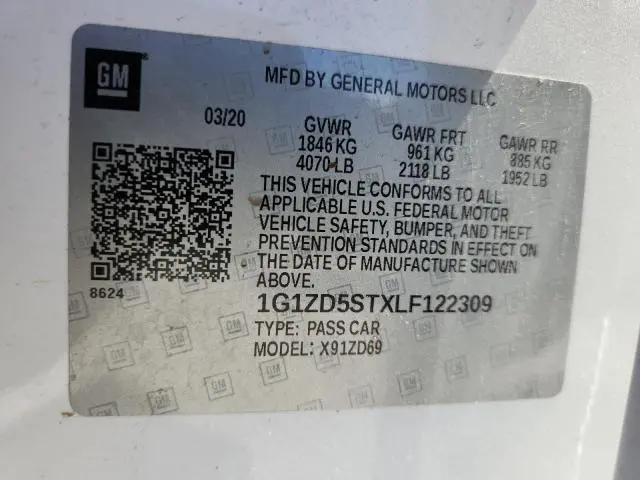 GM
MFD BY GENERAL MOTORS LLC
03/20
GVWR GAWR FRT GAWR RR
1846 KG 961 KG 885 KG
4070 LB 2118 LB 1952 LB
THIS VEHICLE CONFORMS TO ALL
APPLICABLE U.S. FEDERAL MOTOR
VEHICLE SAFETY, BUMPER, AND THEFT
PREVENTION STANDARDS IN EFFECT ON
THE DATE OF MANUFACTURE SHOWN
ABOVE.
8624
1G1ZD5STXLF122309
TYPE: PASS CAR
MODEL: X91ZD69